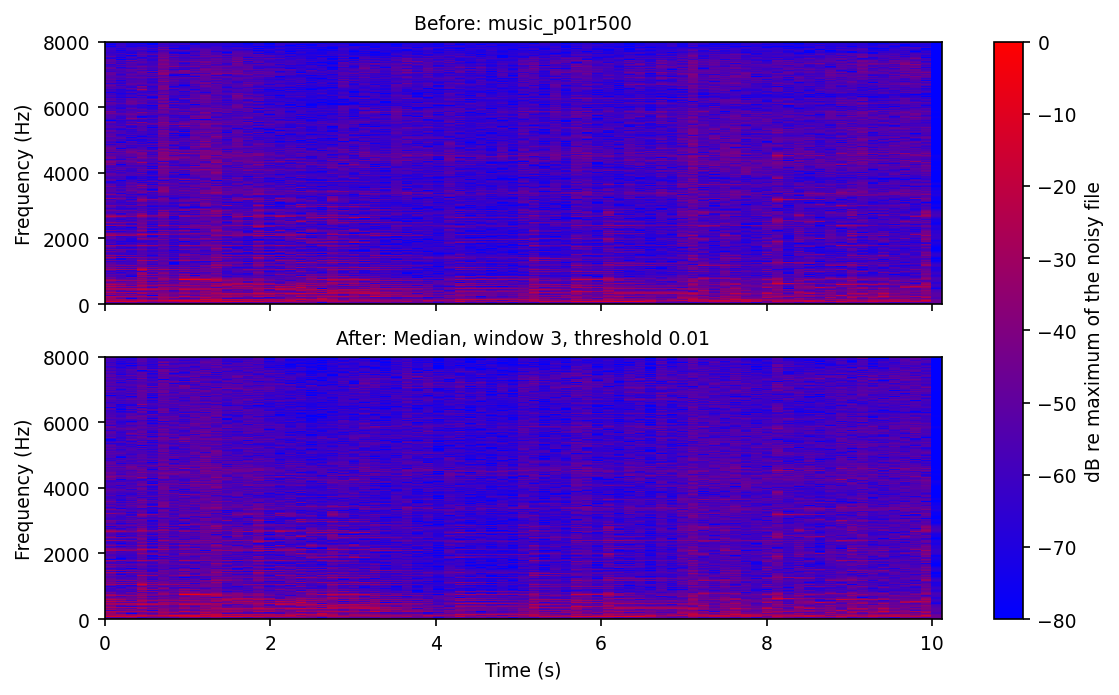 Before: music_p01r500
8000
6000
4000
2000
0
Frequency (Hz)
After: Median, window 3, threshold 0.01
8000
6000
4000
2000
0
Frequency (Hz)
0 2 4 6 8 10
Time (s)
0
−10
−20
−30
−40
−50
−60
−70
−80
dB re maximum of the noisy file